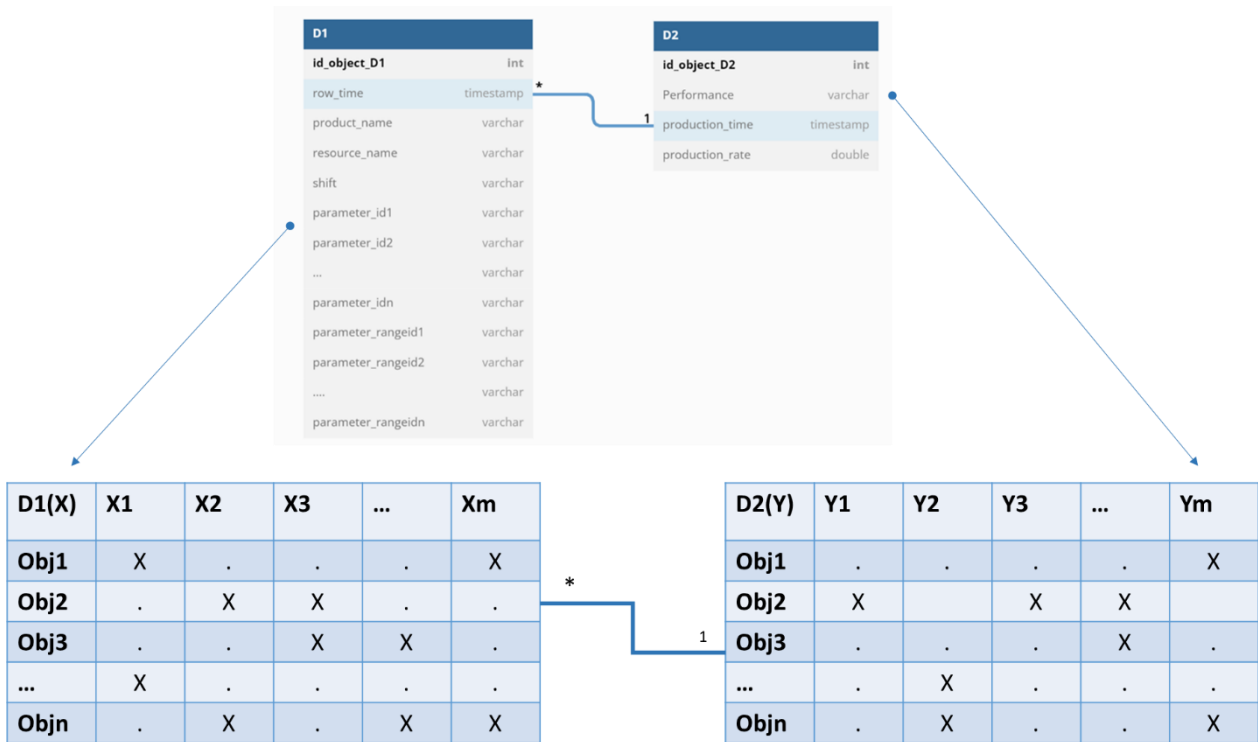 D1
id_object_D1 int
row_time timestamp
product_name varchar
resource_name varchar
shift varchar
parameter_id1 varchar
parameter_id2 varchar
... varchar
parameter_idn varchar
parameter_rangeid1 varchar
parameter_rangeid2 varchar
.... varchar
parameter_rangeidn varchar
*
1
D2
id_object_D2 int
Performance varchar
production_time timestamp
production_rate double
D1(X) X1 X2 X3 ... Xm
Obj1 X . . . X
Obj2 . X X . .
Obj3 . . X X .
... X . . . .
Objn . X . X X
*
1
D2(Y) Y1 Y2 Y3 ... Ym
Obj1 . . . . X
Obj2 X X X
Obj3 . . . X .
... . X . . .
Objn . X . . X